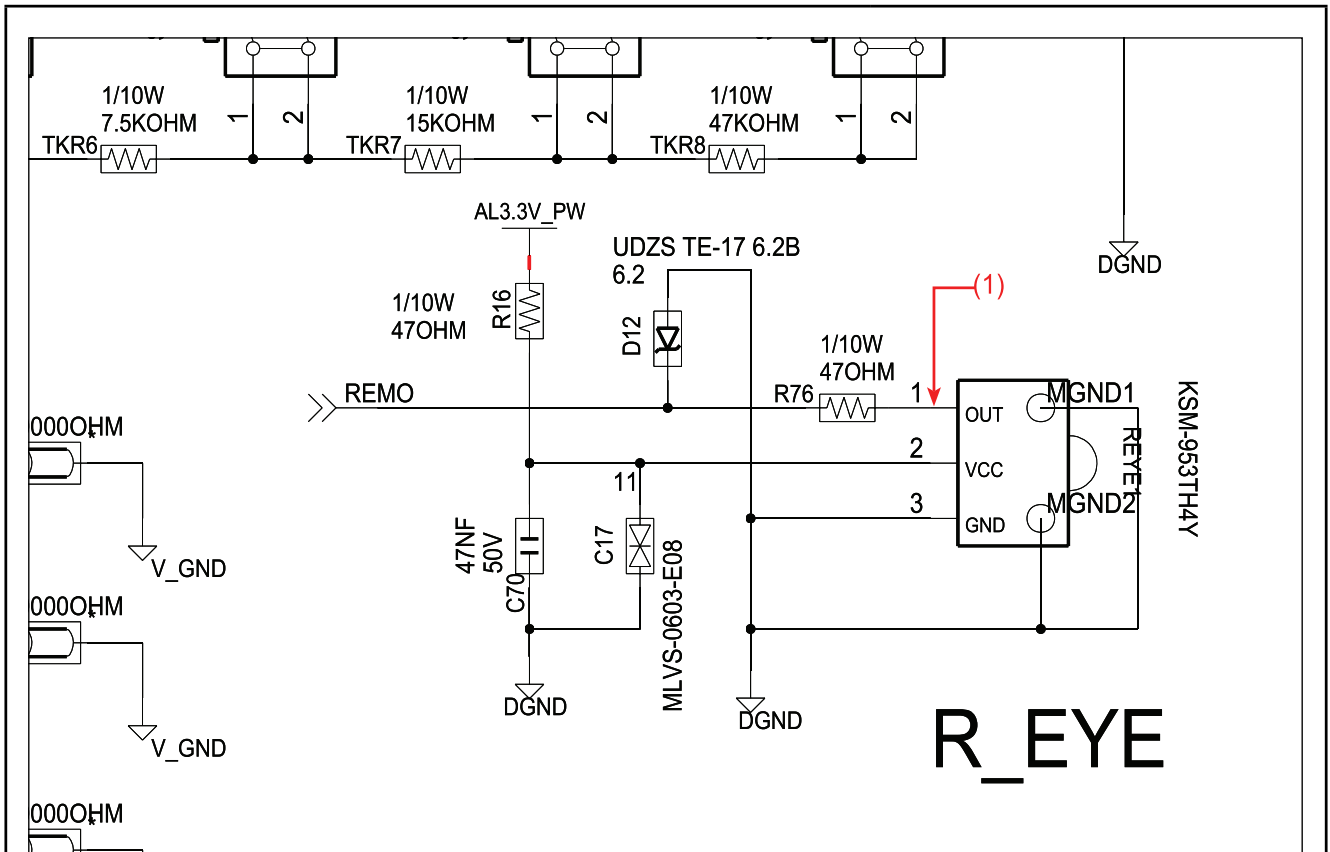 1/10W
7.5KOHM
TKR6
1
2
1/10W
15KOHM
TKR7
1
2
1/10W
47KOHM
TKR8
1
2
AL3.3V_PW
UDZS TE-17 6.2B
6.2
DGND
(1)
1/10W
47OHM
R16
D12
1/10W
47OHM
R76
REMO
1
OUT
MGND1
2
VCC
REYE1
KSM-953TH4Y
3
GND
MGND2
000OHM
*
11
V_GND
47NF
50V
C70
C17
MLVS-0603-E08
000OHM
*
DGND
DGND
V_GND
R_EYE
000OHM
*